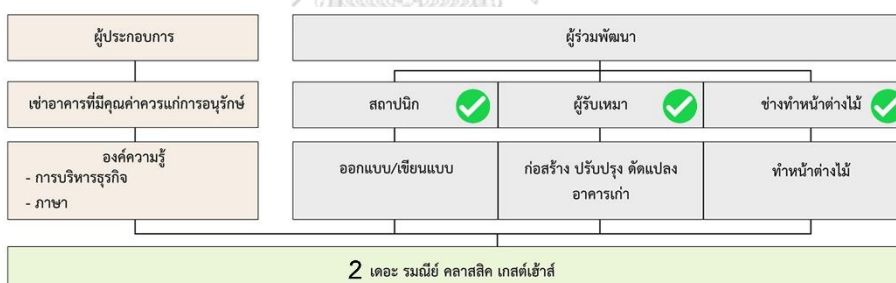 ผู้ประกอบการ
ผู้ร่วมพัฒนา
เช่าอาคารที่มีคุณค่าควรแก่การอนุรักษ์
สถาปนิก
ผู้รับเหมา
ช่างทำหน้าต่างไม้
องค์ความรู้
- การบริหารธุรกิจ
- ภาษา
ออกแบบ/เขียนแบบ
ก่อสร้าง ปรับปรุง ดัดแปลง
อาคารเก่า
ทำหน้าต่างไม้
2 เดอะ รมณีย์ คลาสสิค เกสต์เฮ้าส์